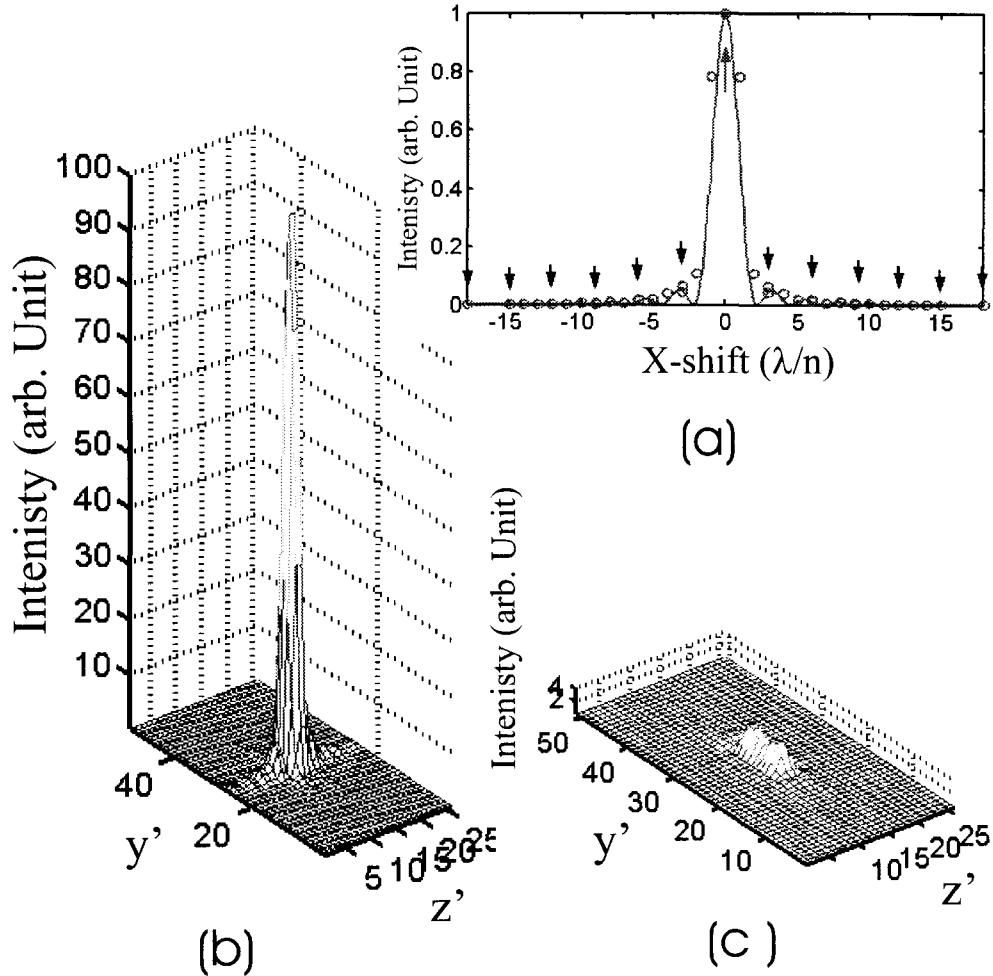 1
0.8
0.6
0.4
0.2
0
Intenisty (arb. Unit)
-15 -10 -5 0 5 10 15
X-shift (λ/n)
(a)
100
90
80
70
60
50
40
30
20
10
Intenisty (arb. Unit)
40
20
y'
5 10 15 20 25
z'
(b)
Intenisty (arb. Unit)
4
2
50
40
30
20
10
y'
10 15 20 25
z'
(c)